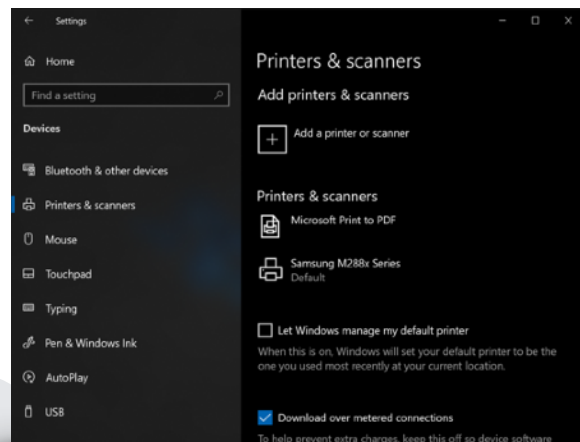 Settings
Home
Find a setting
Devices
Bluetooth & other devices
Printers & scanners
Mouse
Touchpad
Typing
Pen & Windows Ink
AutoPlay
USB
Printers & scanners
Add printers & scanners
Add a printer or scanner
Printers & scanners
Microsoft Print to PDF
Samsung M288x Series
Default
Let Windows manage my default printer
When this is on, Windows will set your default printer to be the
one you used most recently at your current location.
Download over metered connections
To help prevent extra charges, keep this off so device software